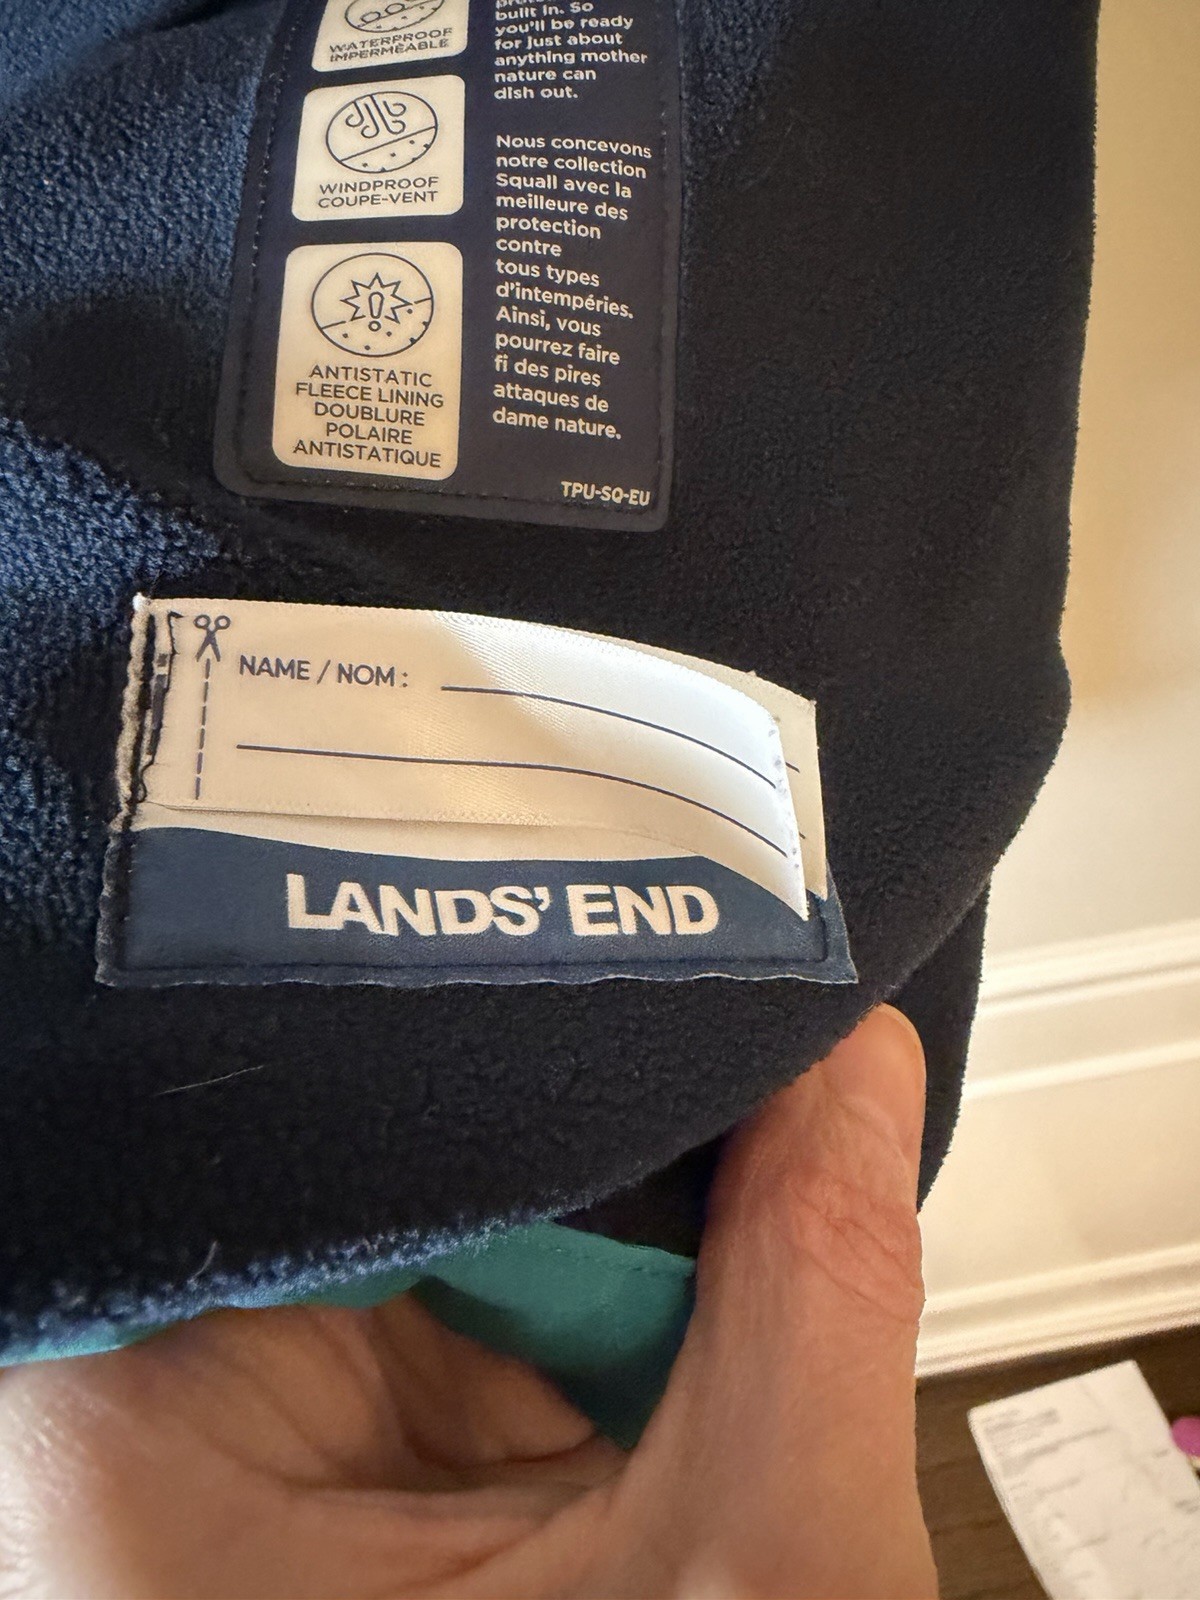 WATERPROOF
IMPERMÉABLE
WINDPROOF
COUPE-VENT
ANTISTATIC
FLEECE LINING
DOUBLURE
POLAIRE
ANTISTATIQUE
built in. So
you'll be ready
for just about
anything mother
nature can
dish out.
Nous concevons
notre collection
Squall avec la
meilleure des
protection
contre
tous types
d'intempéries.
Ainsi, vous
pourrez faire
fi des pires
attaques de
dame nature.
TPU-SQ-EU
NAME / NOM :
LANDS' END